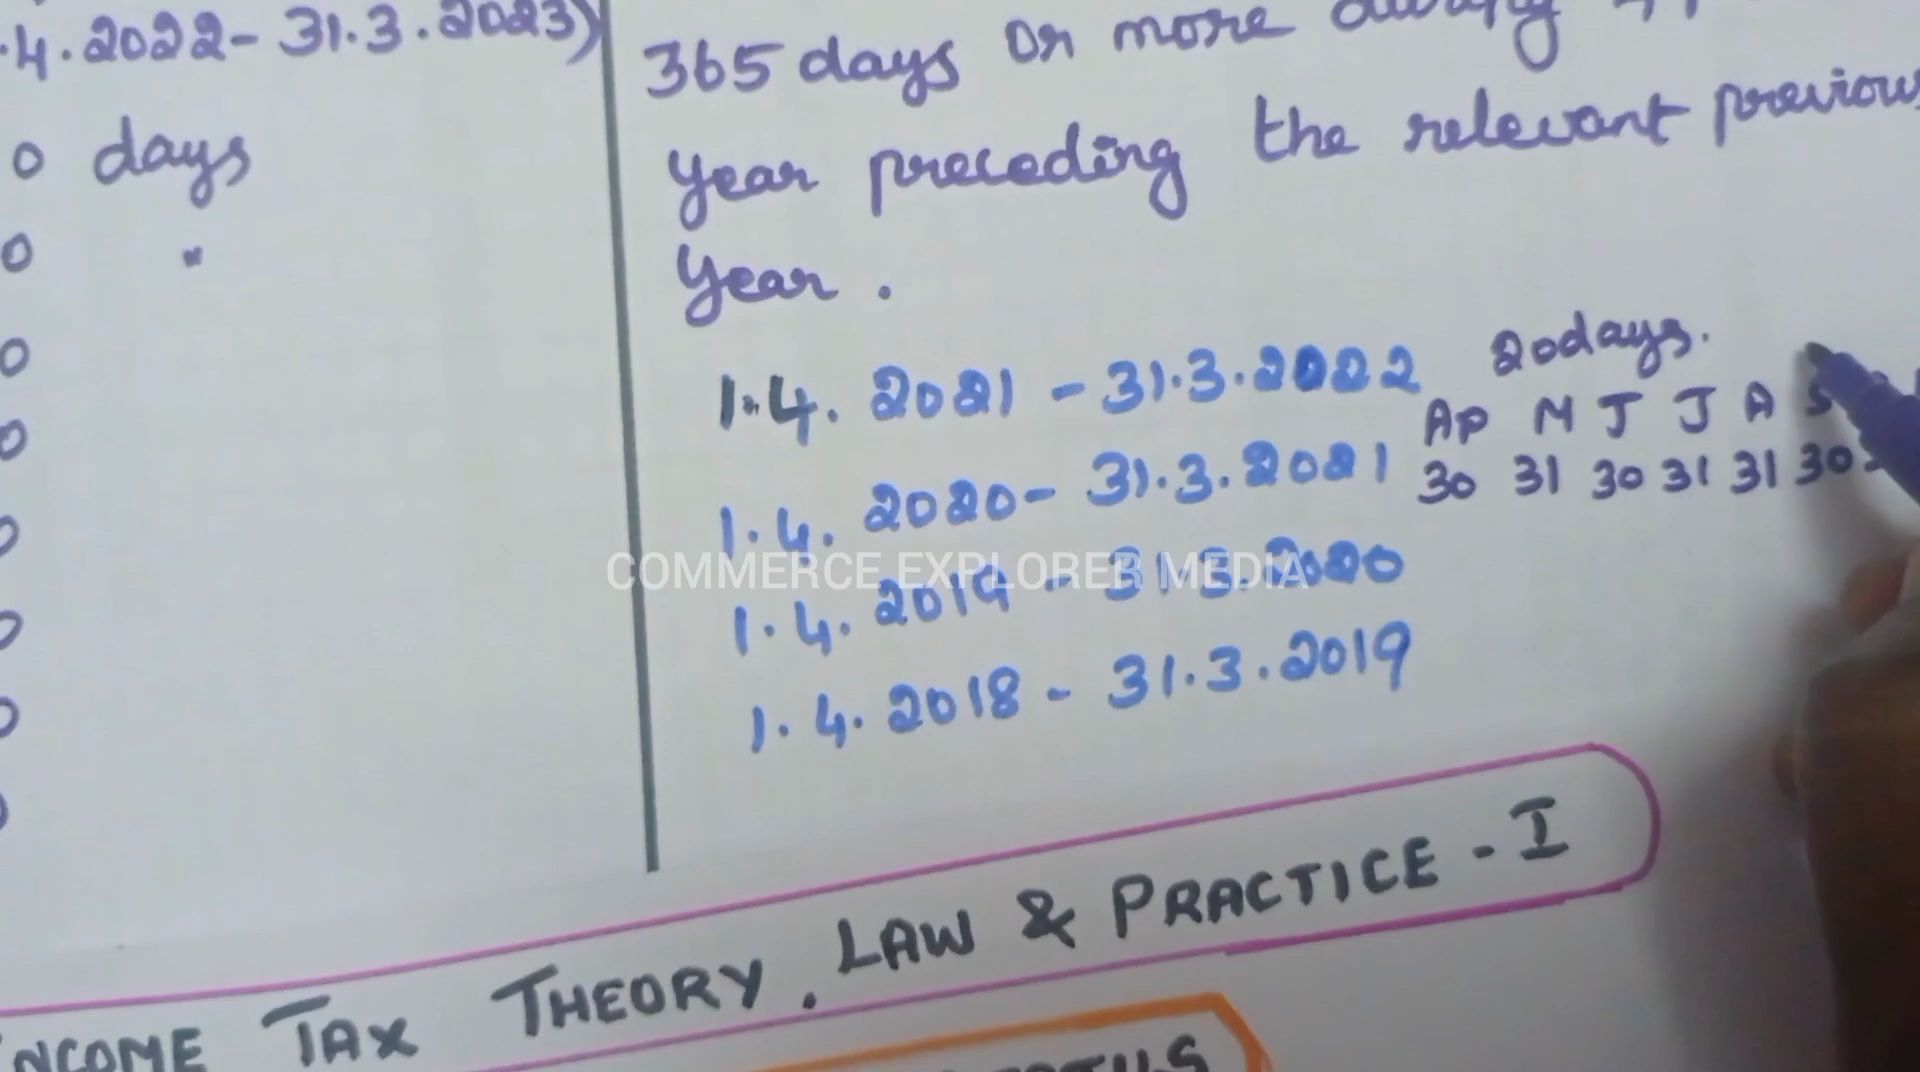 .4.2022- 31.3.2023)
0 days
0 "
0
0
0
0
0
0
365 days or more during
year preceding the relevant previous
year.
1.4. 2021 - 31.3.2022 20days.
Ap M J J A S
1.4. 2020- 31.3.2021 30 31 30 31 31 30
1.4. 2019 - 31.3.2020
1.4. 2018 - 31.3.2019
COMMERCE EXPLORER MEDIA
INCOME TAX THEORY, LAW & PRACTICE - I